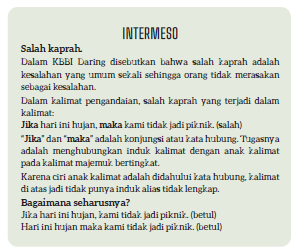 INTERMESO
Salah kaprah.
Dalam KBBI Daring disebutkan bahwa salah kaprah adalah
kesalahan yang umum sekali sehingga orang tidak merasakan
sebagai kesalahan.
Dalam kalimat pengandaian, salah kaprah yang terjadi dalam
kalimat:
Jika hari ini hujan, maka kami tidak jadi piknik. (salah)
"Jika" dan "maka" adalah konjungsi atau kata hubung. Tugasnya
adalah menghubungkan induk kalimat dengan anak kalimat
pada kalimat majemuk bertingkat.
Karena ciri anak kalimat adalah didahului kata hubung, kalimat
di atas jadi tidak punya induk alias tidak lengkap.
Bagaimana seharusnya?
Jika hari ini hujan, kami tidak jadi piknik. (betul)
Hari ini hujan maka kami tidak jadi piknik. (betul)